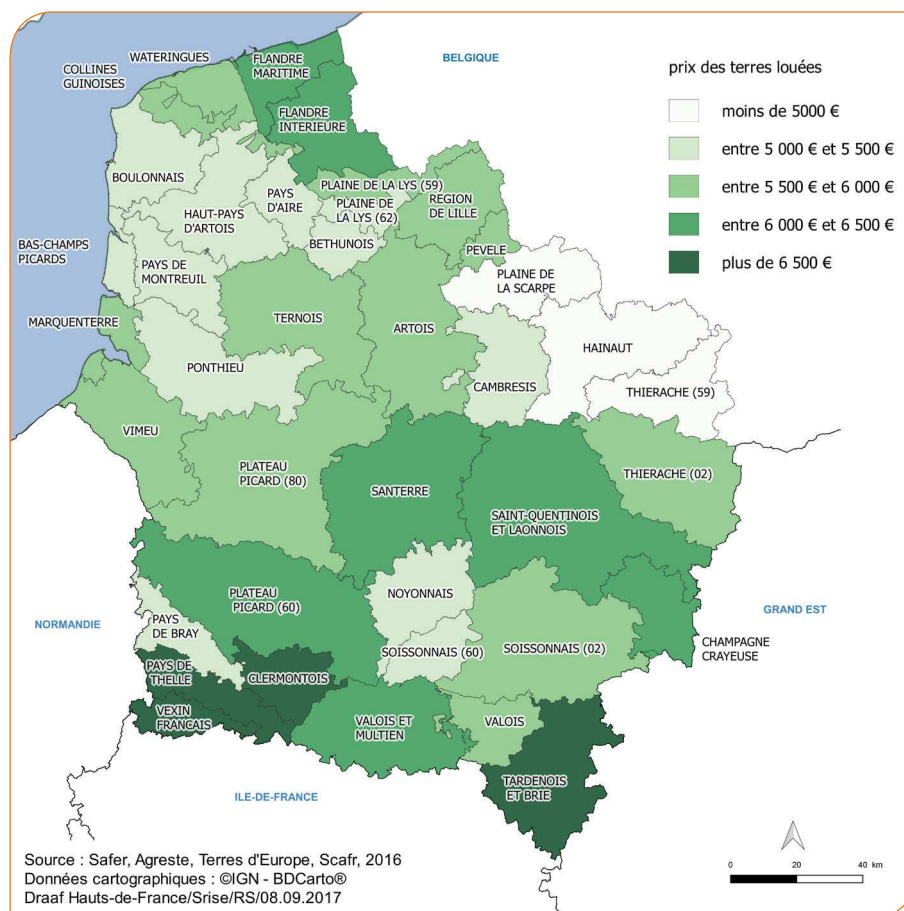 WATERINGUES
FLANDRE
MARITIME
BELGIQUE
COLLINES
GUINOISES
FLANDRE
INTERIEURE
prix des terres louées
moins de 5000 €
entre 5 000 € et 5 500 €
entre 5 500 € et 6 000 €
entre 6 000 € et 6 500 €
plus de 6 500 €
BOULONNAIS
PAYS
D'AIRE
PLAINE DE LA LYS (59)
REGION
DE LILLE
HAUT-PAYS
D'ARTOIS
PLAINE DE
LA LYS (62)
BETHUNOIS
BAS-CHAMPS
PICARDS
PAYS DE
MONTREUIL
PEVELE
PLAINE DE
LA SCARPE
MARQUENTERRE
TERNOIS
ARTOIS
HAINAUT
PONTHIEU
CAMBRESIS
THIERACHE (59)
VIMEU
PLATEAU
PICARD (80)
SANTERRE
THIERACHE (02)
SAINT-QUENTINOIS
ET LAONNOIS
PLATEAU
PICARD (60)
NOYONNAIS
NORMANDIE
PAYS
DE BRAY
GRAND EST
SOISSONNAIS (60)
SOISSONNAIS (02)
CHAMPAGNE
CRAYEUSE
PAYS DE
THELLE
CLERMONTOIS
VEXIN
FRANCAIS
VALOIS ET
MULTIEN
VALOIS
TARDENOIS
ET BRIE
ILE-DE-FRANCE
Source : Safer, Agreste, Terres d'Europe, Scafr, 2016
Données cartographiques : ©IGN - BDCarto®
Draaf Hauts-de-France/Srise/RS/08.09.2017
0 20 40 km